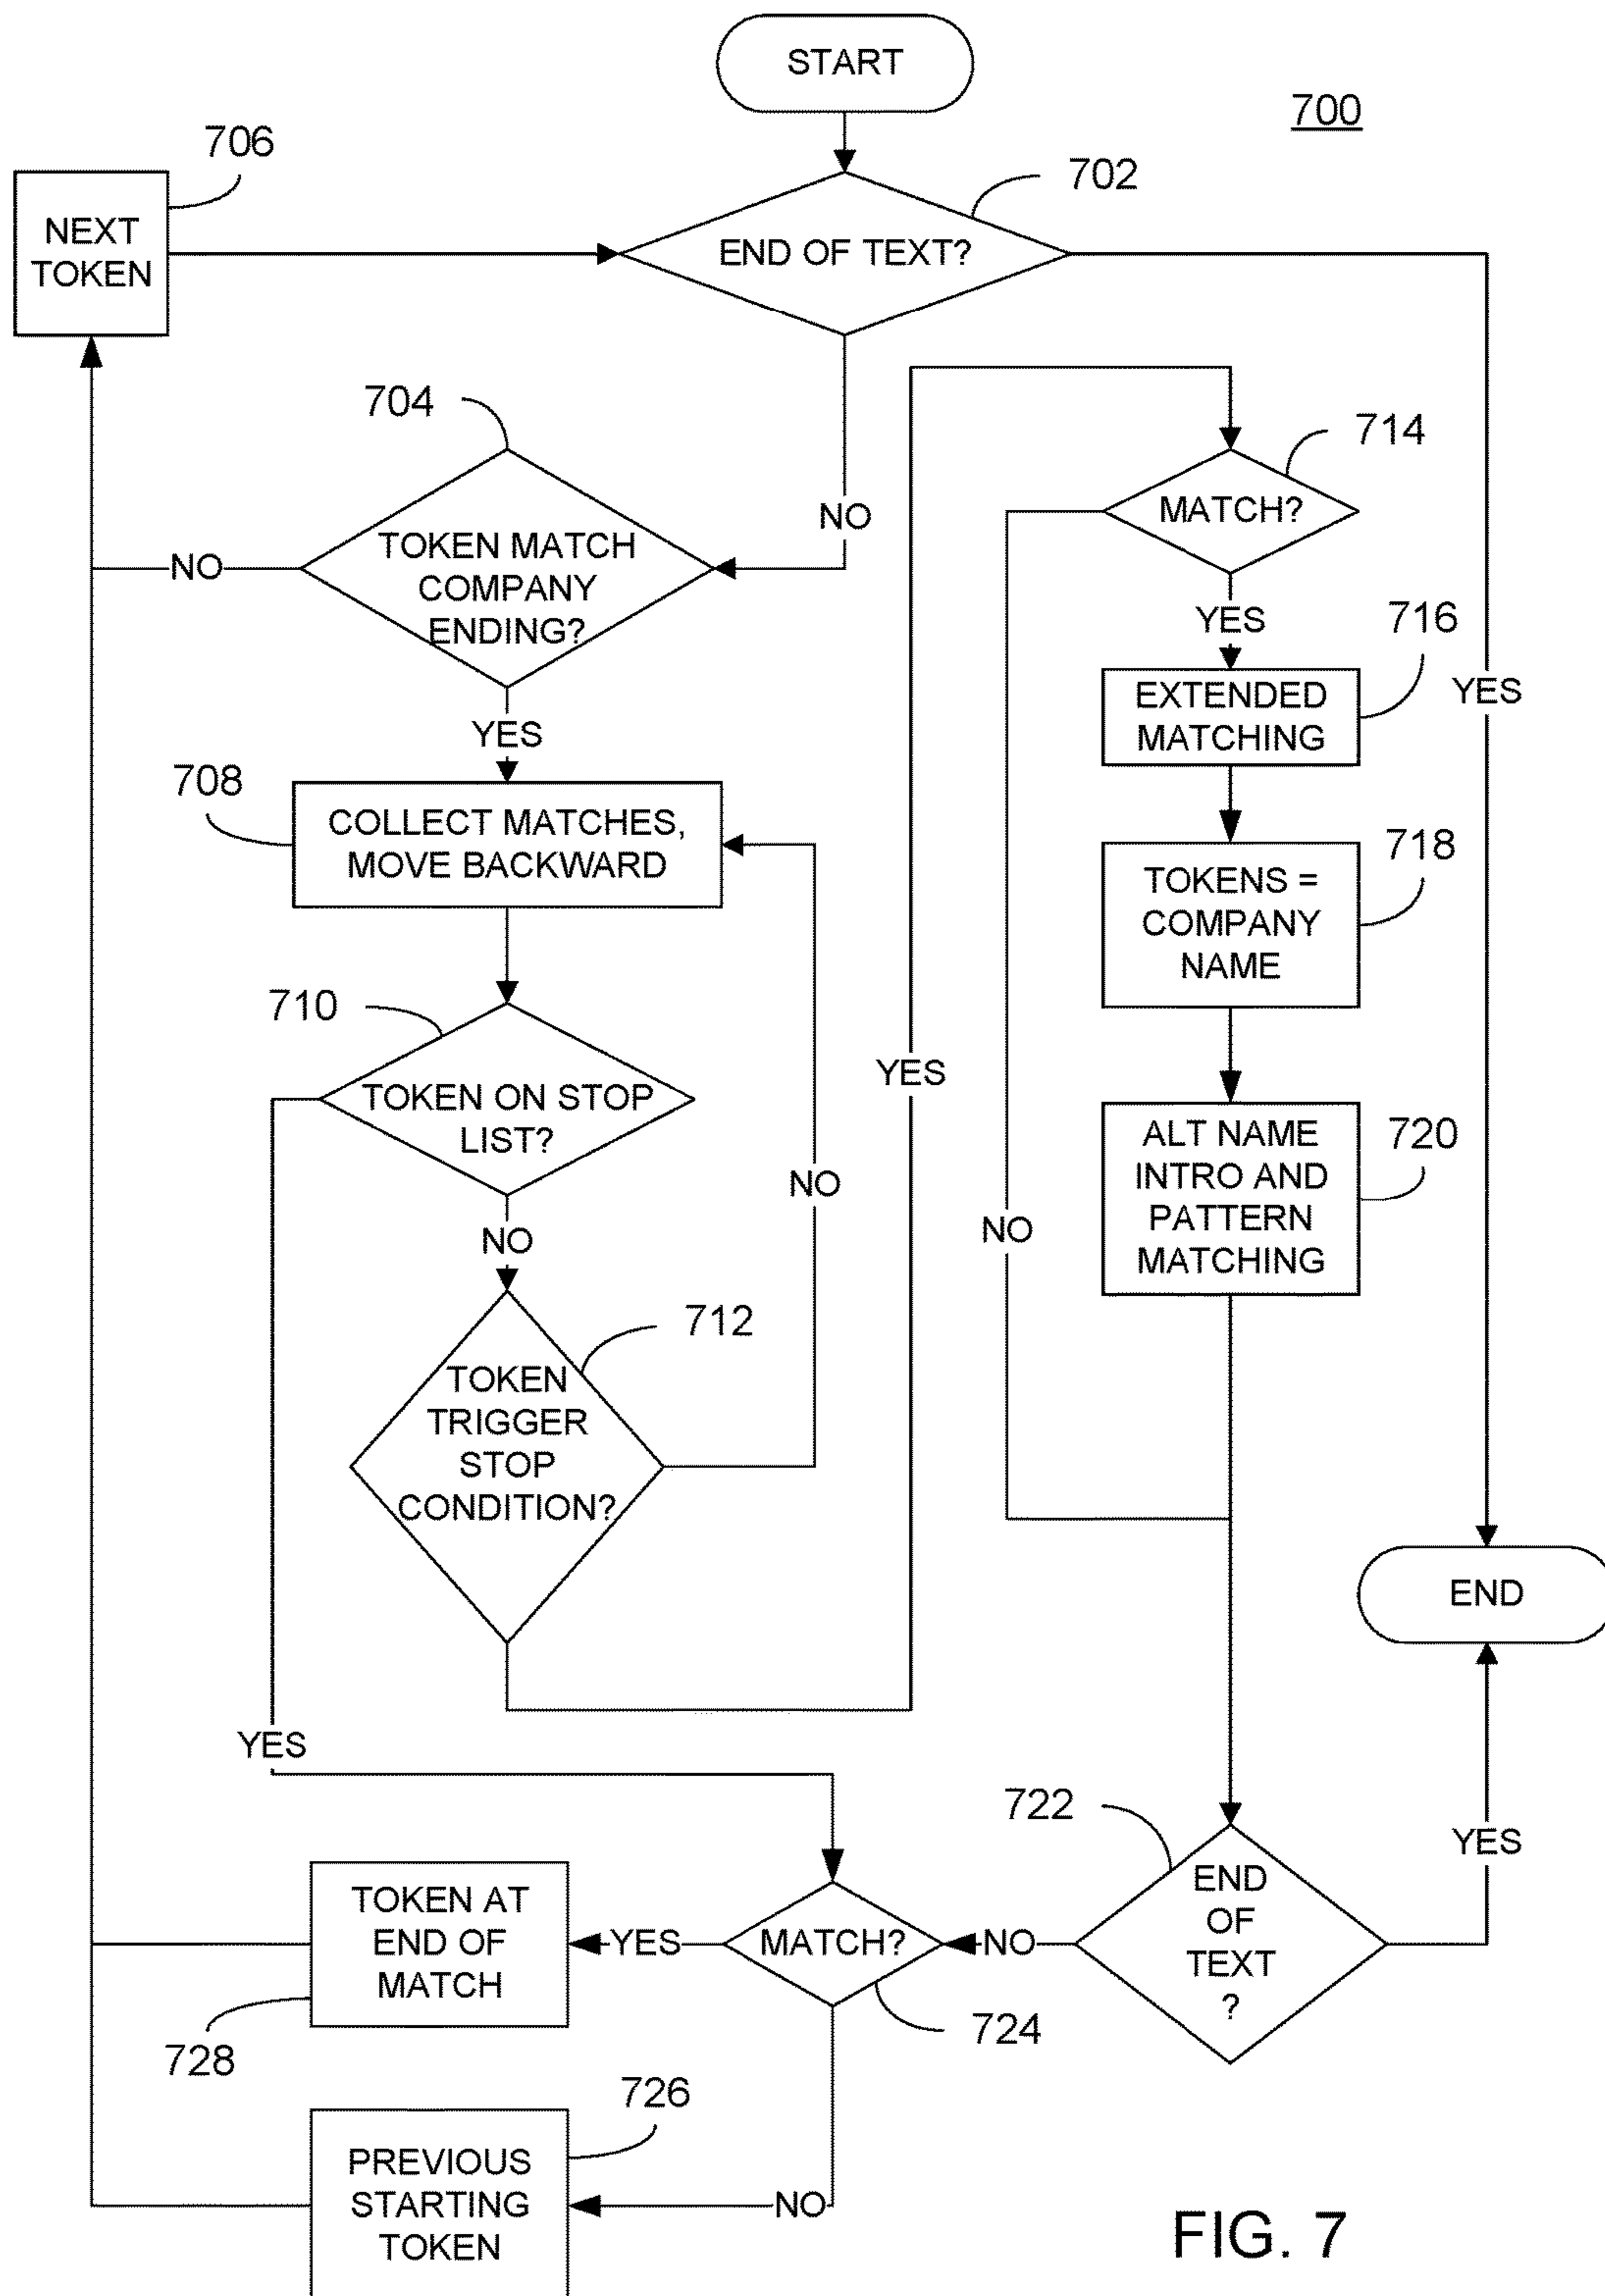 START
700
706
702
NEXT
TOKEN
END OF TEXT?
704
714
NO
MATCH?
TOKEN MATCH
COMPANY
ENDING?
NO
YES
716
EXTENDED
MATCHING
YES
YES
708
COLLECT MATCHES,
MOVE BACKWARD
718
TOKENS =
COMPANY
NAME
710
YES
TOKEN ON STOP
LIST?
720
ALT NAME
INTRO AND
PATTERN
MATCHING
NO
NO
NO
712
TOKEN
TRIGGER
STOP
CONDITION?
END
YES
722
YES
END
OF
TEXT
?
TOKEN AT
END OF
MATCH
YES
MATCH?
NO
724
728
726
PREVIOUS
STARTING
TOKEN
NO
FIG. 7